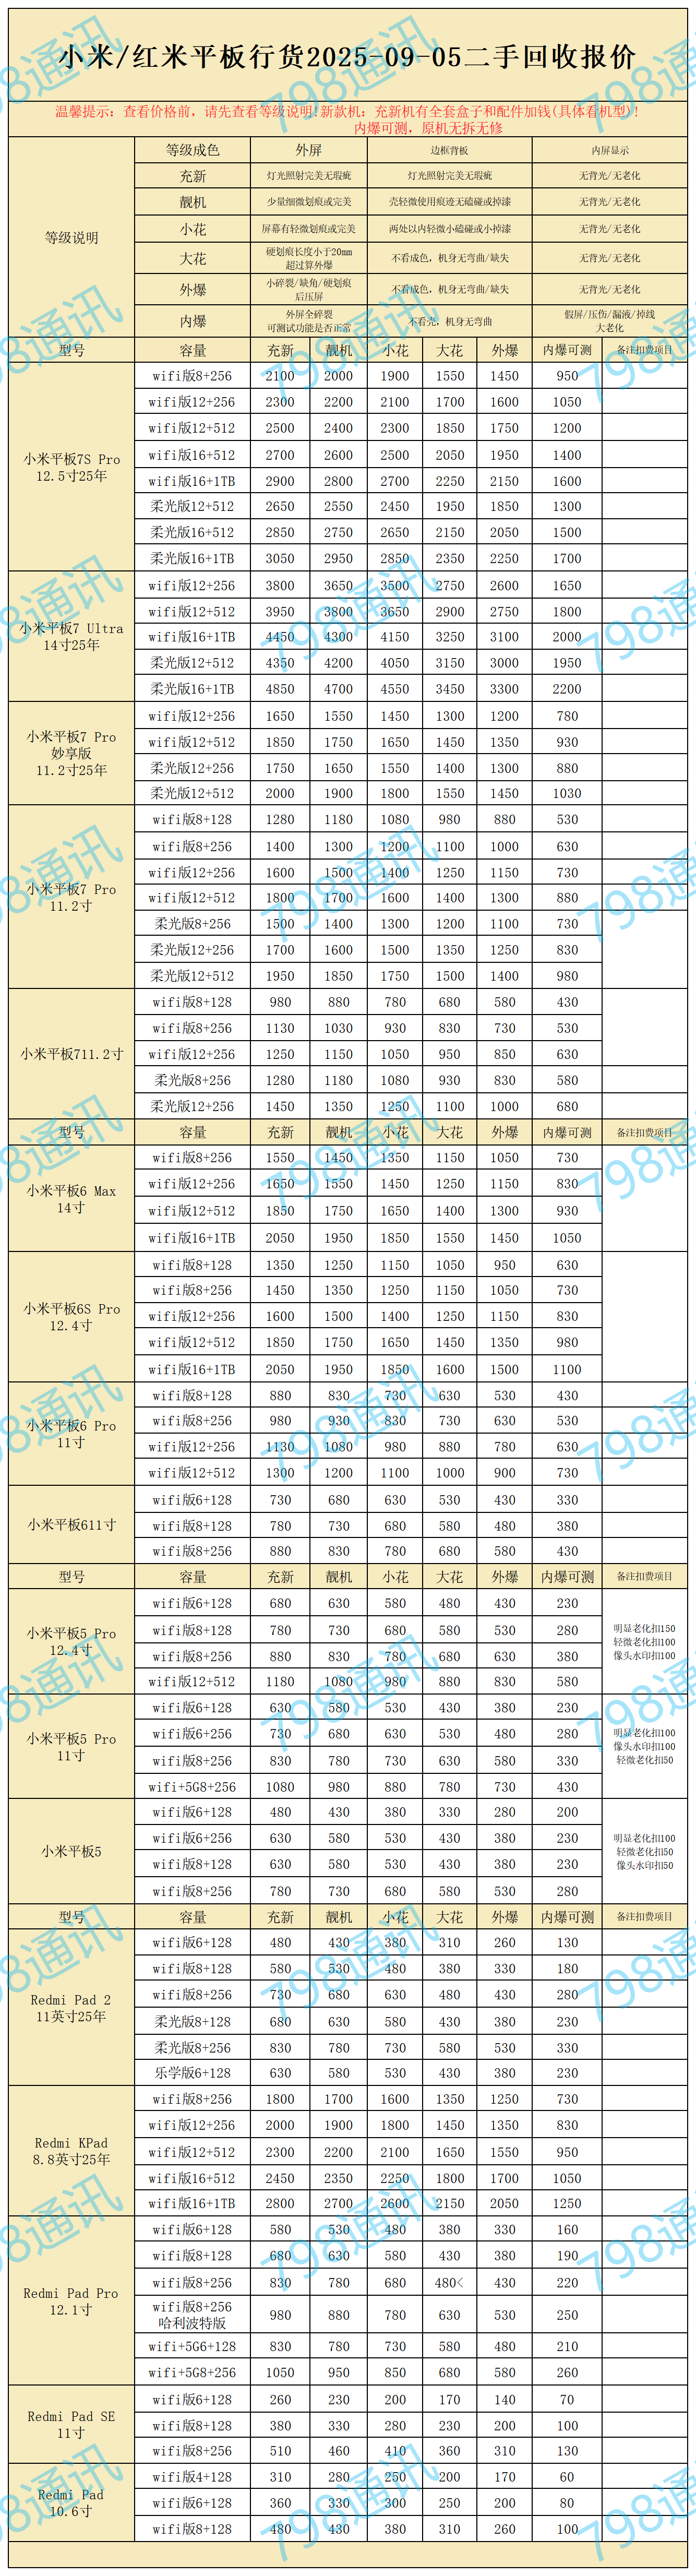 小米/红米平板行货2025-09-05二手回收报价
温馨提示：查看价格前，请先查看等级说明!新款机：充新机有全套盒子和配件加钱(具体看机型)!
内爆可测，原机无拆无修
等级说明
等级成色 外屏 边框背板 内屏显示
充新 灯光照射完美无瑕疵 灯光照射完美无瑕疵 无背光/无老化
靓机 少量细微划痕或完美 壳轻微使用痕迹无磕碰或掉漆 无背光/无老化
小花 屏幕有轻微划痕或完美 两处以内轻微小磕碰或小掉漆 无背光/无老化
大花 硬划痕长度小于20mm
超过算外爆 不看成色，机身无弯曲/缺失 无背光/无老化
外爆 小碎裂/缺角/硬划痕
后压屏 不看成色，机身无弯曲/缺失 无背光/无老化
内爆 外屏全碎裂
可测试功能是否正常 不看壳，机身无弯曲 假屏/压伤/漏液/掉线
大老化
型号 容量 充新 靓机 小花 大花 外爆 内爆可测 备注扣费项目
小米平板7S Pro
12.5寸25年
wifi版8+256 2100 2000 1900 1550 1450 950
wifi版12+256 2300 2200 2100 1700 1600 1050
wifi版12+512 2500 2400 2300 1850 1750 1200
wifi版16+512 2700 2600 2500 2050 1950 1400
wifi版16+1TB 2900 2800 2700 2250 2150 1600
柔光版12+512 2650 2550 2450 1950 1850 1300
柔光版16+512 2850 2750 2650 2150 2050 1500
柔光版16+1TB 3050 2950 2850 2350 2250 1700
小米平板7 Ultra
14寸25年
wifi版12+256 3800 3650 3500 2750 2600 1650
wifi版12+512 3950 3800 3650 2900 2750 1800
wifi版16+1TB 4450 4300 4150 3250 3100 2000
柔光版12+512 4350 4200 4050 3150 3000 1950
柔光版16+1TB 4850 4700 4550 3450 3300 2200
小米平板7 Pro
妙享版
11.2寸25年
wifi版12+256 1650 1550 1450 1300 1200 780
wifi版12+512 1850 1750 1650 1450 1350 930
柔光版12+256 1750 1650 1550 1400 1300 880
柔光版12+512 2000 1900 1800 1550 1450 1030
小米平板7 Pro
11.2寸
wifi版8+128 1280 1180 1080 980 880 530
wifi版8+256 1400 1300 1200 1100 1000 630
wifi版12+256 1600 1500 1400 1250 1150 730
wifi版12+512 1800 1700 1600 1400 1300 880
柔光版8+256 1500 1400 1300 1200 1100 730
柔光版12+256 1700 1600 1500 1350 1250 830
柔光版12+512 1950 1850 1750 1500 1400 980
小米平板711.2寸
wifi版8+128 980 880 780 680 580 430
wifi版8+256 1130 1030 930 830 730 530
wifi版12+256 1250 1150 1050 950 850 630
柔光版8+256 1280 1180 1080 930 830 580
柔光版12+256 1450 1350 1250 1100 1000 680
型号 容量 充新 靓机 小花 大花 外爆 内爆可测 备注扣费项目
小米平板6 Max
14寸
wifi版8+256 1550 1450 1350 1150 1050 730
wifi版12+256 1650 1550 1450 1250 1150 830
wifi版12+512 1850 1750 1650 1400 1300 930
wifi版16+1TB 2050 1950 1850 1550 1450 1050
小米平板6S Pro
12.4寸
wifi版8+128 1350 1250 1150 1050 950 630
wifi版8+256 1450 1350 1250 1150 1050 730
wifi版12+256 1600 1500 1400 1250 1150 830
wifi版12+512 1850 1750 1650 1450 1350 980
wifi版16+1TB 2050 1950 1850 1600 1500 1100
小米平板6 Pro
11寸
wifi版8+128 880 830 730 630 530 430
wifi版8+256 980 930 830 730 630 530
wifi版12+256 1130 1080 980 880 780 630
wifi版12+512 1300 1200 1100 1000 900 730
小米平板611寸
wifi版6+128 730 680 630 530 430 330
wifi版8+128 780 730 680 580 480 380
wifi版8+256 880 830 780 680 580 430
型号 容量 充新 靓机 小花 大花 外爆 内爆可测 备注扣费项目
小米平板5 Pro
12.4寸
wifi版6+128 680 630 580 480 430 230
wifi版8+128 780 730 680 580 530 280
wifi版8+256 880 830 780 680 630 380
wifi版12+512 1180 1080 980 880 830 580
明显老化扣150
轻微老化扣100
像头水印扣100
小米平板5 Pro
11寸
wifi版6+128 630 580 530 430 380 230
wifi版6+256 730 680 630 530 480 280
wifi版8+256 830 780 730 630 580 330
wifi+5G8+256 1080 980 880 780 730 430
明显老化扣100
像头水印扣100
轻微老化扣50
小米平板5
wifi版6+128 480 430 380 330 280 200
wifi版6+256 630 580 530 430 380 230
wifi版8+128 630 580 530 430 380 230
wifi版8+256 780 730 680 580 530 280
明显老化扣100
轻微老化扣50
像头水印扣50
型号 容量 充新 靓机 小花 大花 外爆 内爆可测 备注扣费项目
Redmi Pad 2
11英寸25年
wifi版6+128 480 430 380 310 260 130
wifi版8+128 580 530 480 380 330 180
wifi版8+256 730 680 630 480 430 280
柔光版8+128 680 630 580 430 380 230
柔光版8+256 830 780 730 580 530 330
乐学版6+128 630 580 530 430 380 230
Redmi KPad
8.8英寸25年
wifi版8+256 1800 1700 1600 1350 1250 730
wifi版12+256 2000 1900 1800 1450 1350 830
wifi版12+512 2300 2200 2100 1650 1550 950
wifi版16+512 2450 2350 2250 1800 1700 1050
wifi版16+1TB 2800 2700 2600 2150 2050 1250
Redmi Pad Pro
12.1寸
wifi版6+128 580 530 480 380 330 160
wifi版8+128 680 630 580 430 380 190
wifi版8+256 830 780 680 480< 430 220
wifi版8+256
哈利波特版 980 880 780 630 530 250
wifi+5G6+128 830 780 730 580 480 210
wifi+5G8+256 1050 950 850 680 580 260
Redmi Pad SE
11寸
wifi版6+128 260 230 200 170 140 70
wifi版8+128 380 330 280 230 200 100
wifi版8+256 510 460 410 360 310 130
Redmi Pad
10.6寸
wifi版4+128 310 280 250 200 170 60
wifi版6+128 360 330 300 250 200 80
wifi版8+128 480 430 380 310 260 100
798通讯